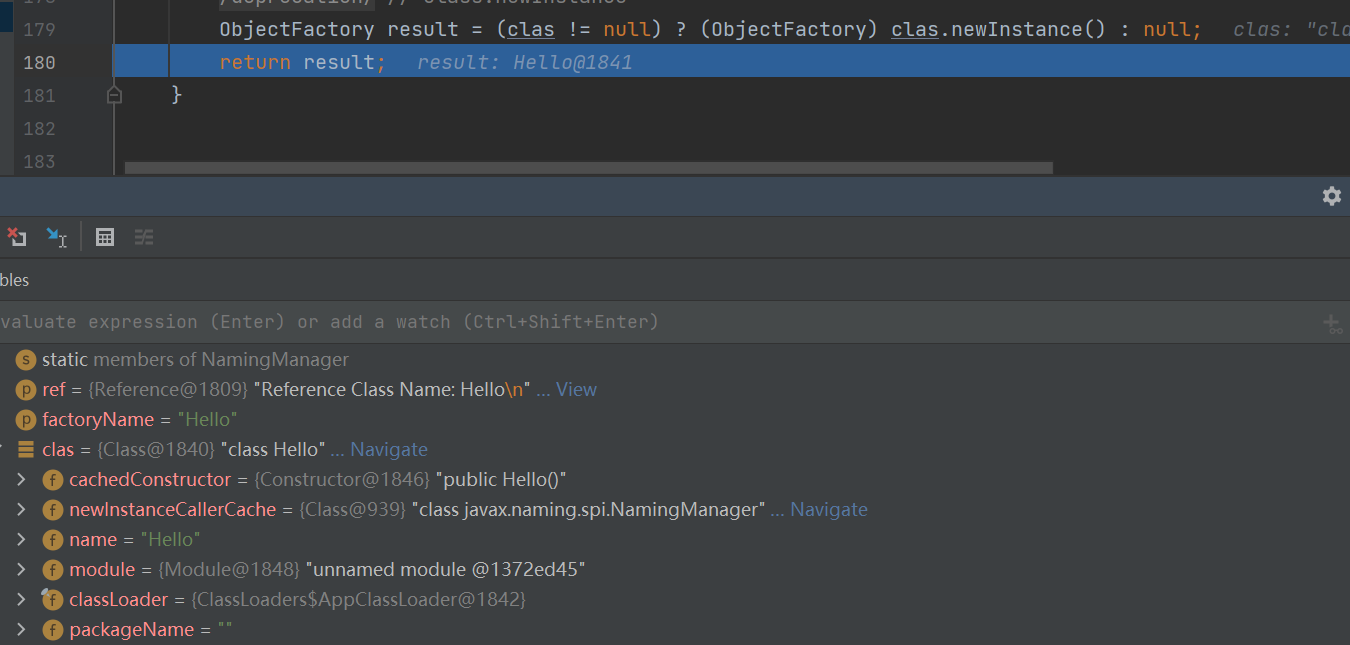 179 ObjectFactory result = (clas != null) ? (ObjectFactory) clas.newInstance() : null; clas: "cla
180 return result; result: Hello@1841
181 }
182
183
bles
valuate expression (Enter) or add a watch (Ctrl+Shift+Enter)
s static members of NamingManager
p ref = {Reference@1809} "Reference Class Name: Hello\n" ... View
p factoryName = "Hello"
clas = {Class@1840} "class Hello" ... Navigate
f cachedConstructor = {Constructor@1846} "public Hello()"
f newInstanceCallerCache = {Class@939} "class javax.naming.spi.NamingManager" ... Navigate
f name = "Hello"
f module = {Module@1848} "unnamed module @1372ed45"
f classLoader = {ClassLoaders$AppClassLoader@1842}
f packageName = ""